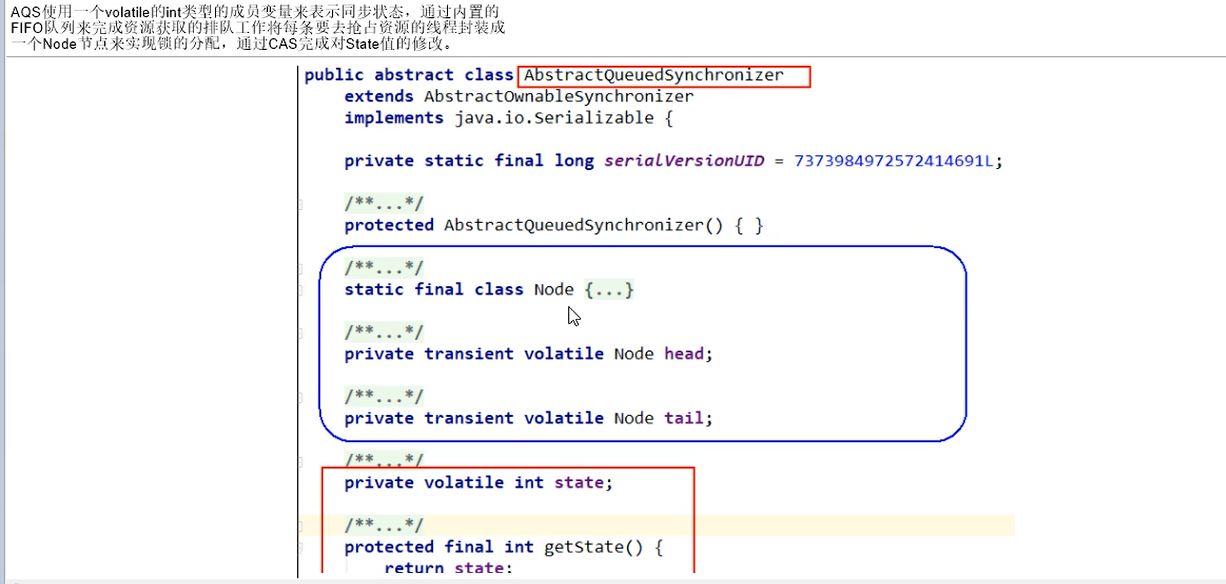 AQS使用一个volatile的int类型的成员变量来表示同步状态，通过内置的
FIFO队列来完成资源获取的排队工作将每条要去抢占资源的线程封装成
一个Node节点来实现锁的分配，通过CAS完成对State值的修改。
public abstract class AbstractQueuedSynchronizer
extends AbstractOwnableSynchronizer
implements java.io.Serializable {
private static final long serialVersionUID = 7373984972572414691L;
/**...*/
protected AbstractQueuedSynchronizer() { }
/**...*/
static final class Node {...}
/**...*/
private transient volatile Node head;
/**...*/
private transient volatile Node tail;
/**...*/
private volatile int state;
/**...*/
protected final int getState() {
return state;